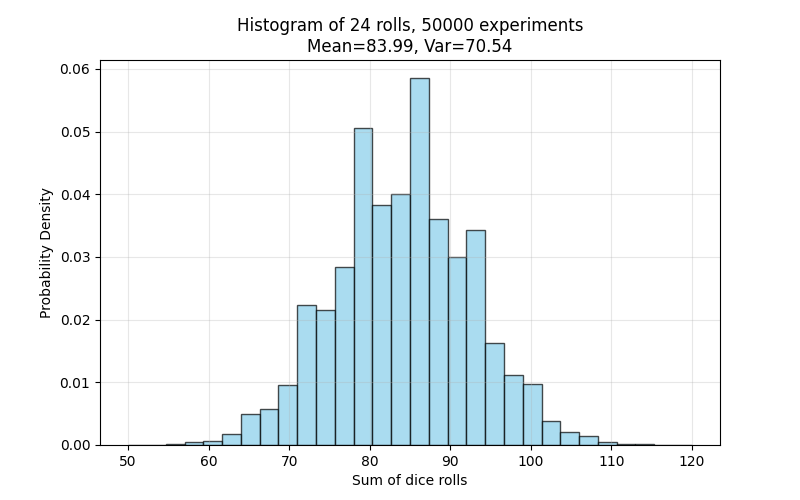 Histogram of 24 rolls, 50000 experiments
Mean=83.99, Var=70.54
0.06
0.05
0.04
0.03
0.02
0.01
0.00
Probability Density
50 60 70 80 90 100 110 120
Sum of dice rolls